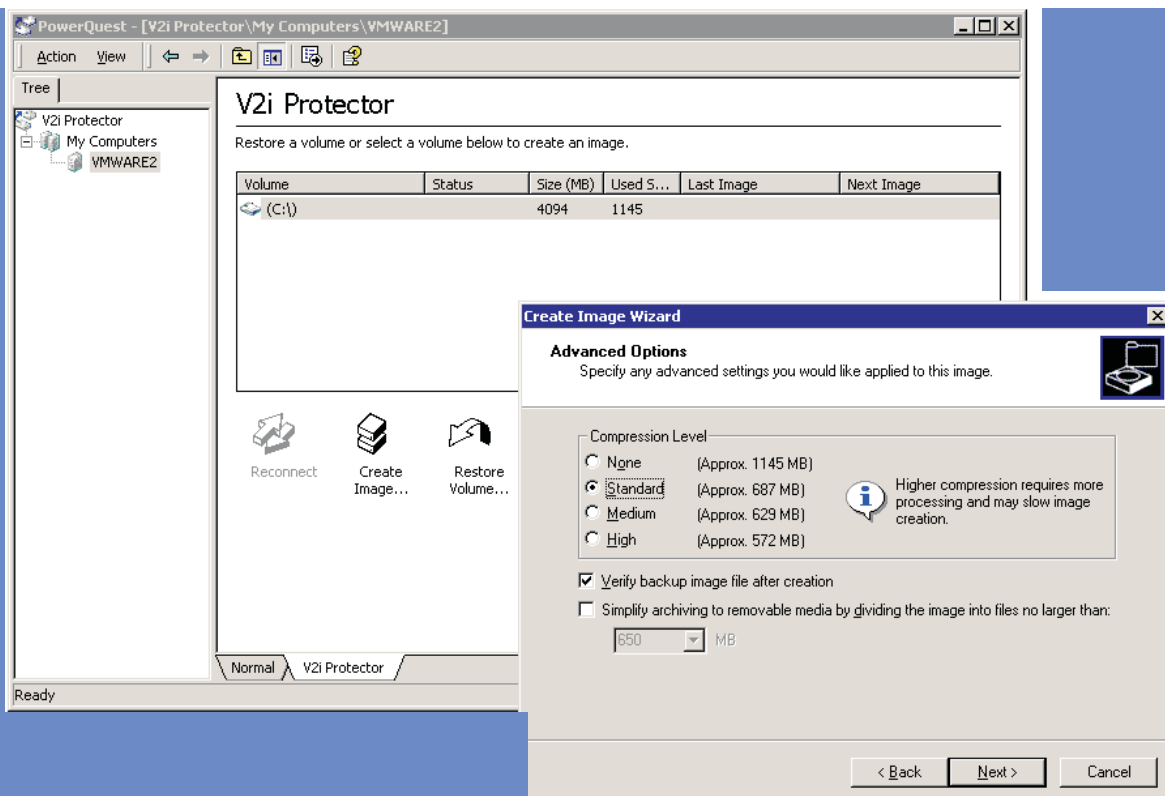 PowerQuest - [V2i Protector\My Computers\VMWARE2]
Action View
Tree
V2i Protector
My Computers
VMWARE2
V2i Protector
Restore a volume or select a volume below to create an image.
Volume Status Size (MB) Used S... Last Image Next Image
(C:\) 4094 1145
Reconnect
Create Image...
Restore Volume...
Normal V2i Protector
Ready
Create Image Wizard
Advanced Options
Specify any advanced settings you would like applied to this image.
Compression Level
None (Approx. 1145 MB)
Standard (Approx. 687 MB)
Medium (Approx. 629 MB)
High (Approx. 572 MB)
Higher compression requires more
processing and may slow image
creation.
Verify backup image file after creation
Simplify archiving to removable media by dividing the image into files no larger than:
650 MB
< Back Next > Cancel